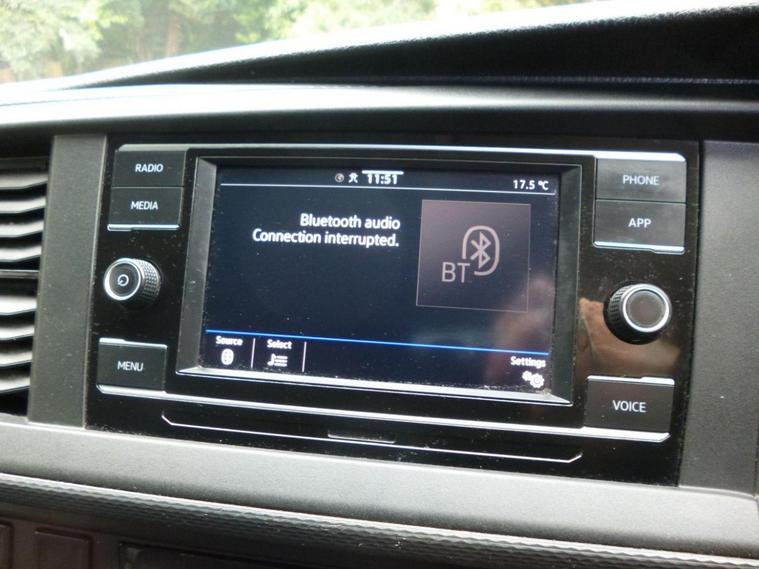 RADIO
MEDIA
MENU
11:51
17.5 °C
Bluetooth audio
Connection interrupted.
BT
Source
Select
Settings
PHONE
APP
VOICE